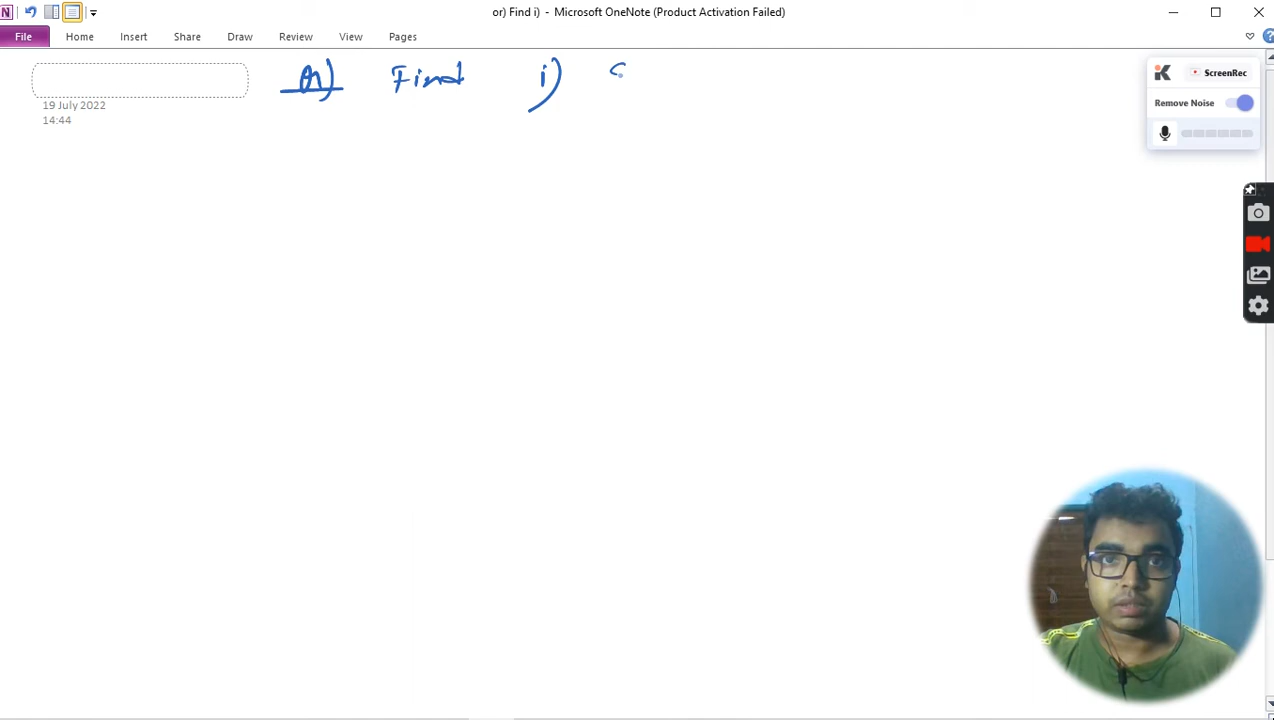 or) Find i) - Microsoft OneNote (Product Activation Failed)
File Home Insert Share Draw Review View Pages
Find i)
19 July 2022
14:44
ScreenRec
Remove Noise